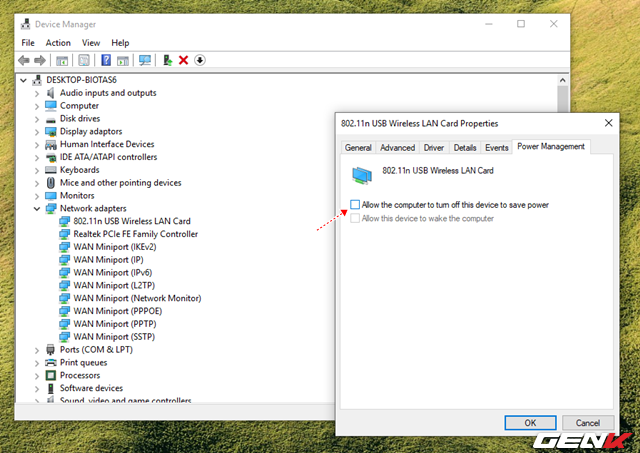 Device Manager
File Action View Help
DESKTOP-BIOTAS6
Audio inputs and outputs
Computer
Disk drives
Display adaptors
Human Interface Devices
IDE ATA/ATAPI controllers
Keyboards
Mice and other pointing devices
Monitors
Network adapters
802.11n USB Wireless LAN Card
Realtek PCIe FE Family Controller
WAN Miniport (IKEv2)
WAN Miniport (IP)
WAN Miniport (IPv6)
WAN Miniport (L2TP)
WAN Miniport (Network Monitor)
WAN Miniport (PPPOE)
WAN Miniport (PPTP)
WAN Miniport (SSTP)
Ports (COM & LPT)
Print queues
Processors
Software devices
Sound, video and game controllers
802.11n USB Wireless LAN Card Properties
General Advanced Driver Details Events Power Management
802.11n USB Wireless LAN Card
Allow the computer to turn off this device to save power
Allow this device to wake the computer
OK Cancel
GENK